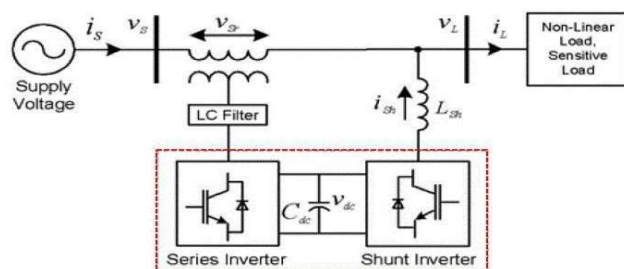 i_S
v_S
v_Sr
v_L
i_L
Non-Linear
Load,
Sensitive
Load
Supply
Voltage
LC Filter
i_Sh
L_Sh
C_dc
v_dc
Series Inverter
Shunt Inverter